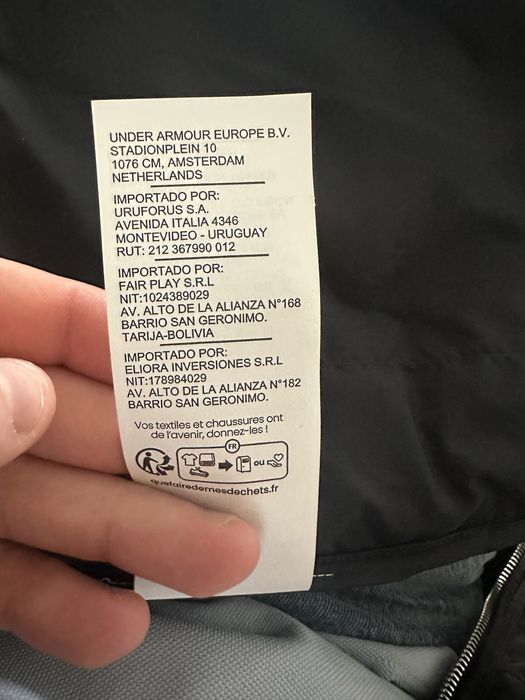 UNDER ARMOUR EUROPE B.V.
STADIONPLEIN 10
1076 CM, AMSTERDAM
NETHERLANDS
IMPORTADO POR:
URUFORUS S.A.
AVENIDA ITALIA 4346
MONTEVIDEO - URUGUAY
RUT: 212 367990 012
IMPORTADO POR:
FAIR PLAY S.R.L
NIT:1024389029
AV. ALTO DE LA ALIANZA N°168
BARRIO SAN GERONIMO.
TARIJA-BOLIVIA
IMPORTADO POR:
ELIORA INVERSIONES S.R.L
NIT:178984029
AV. ALTO DE LA ALIANZA N°182
BARRIO SAN GERONIMO.
Vos textiles et chaussures ont
de l'avenir, donnez-les !
FR
ou
quefairedemesdechets.fr